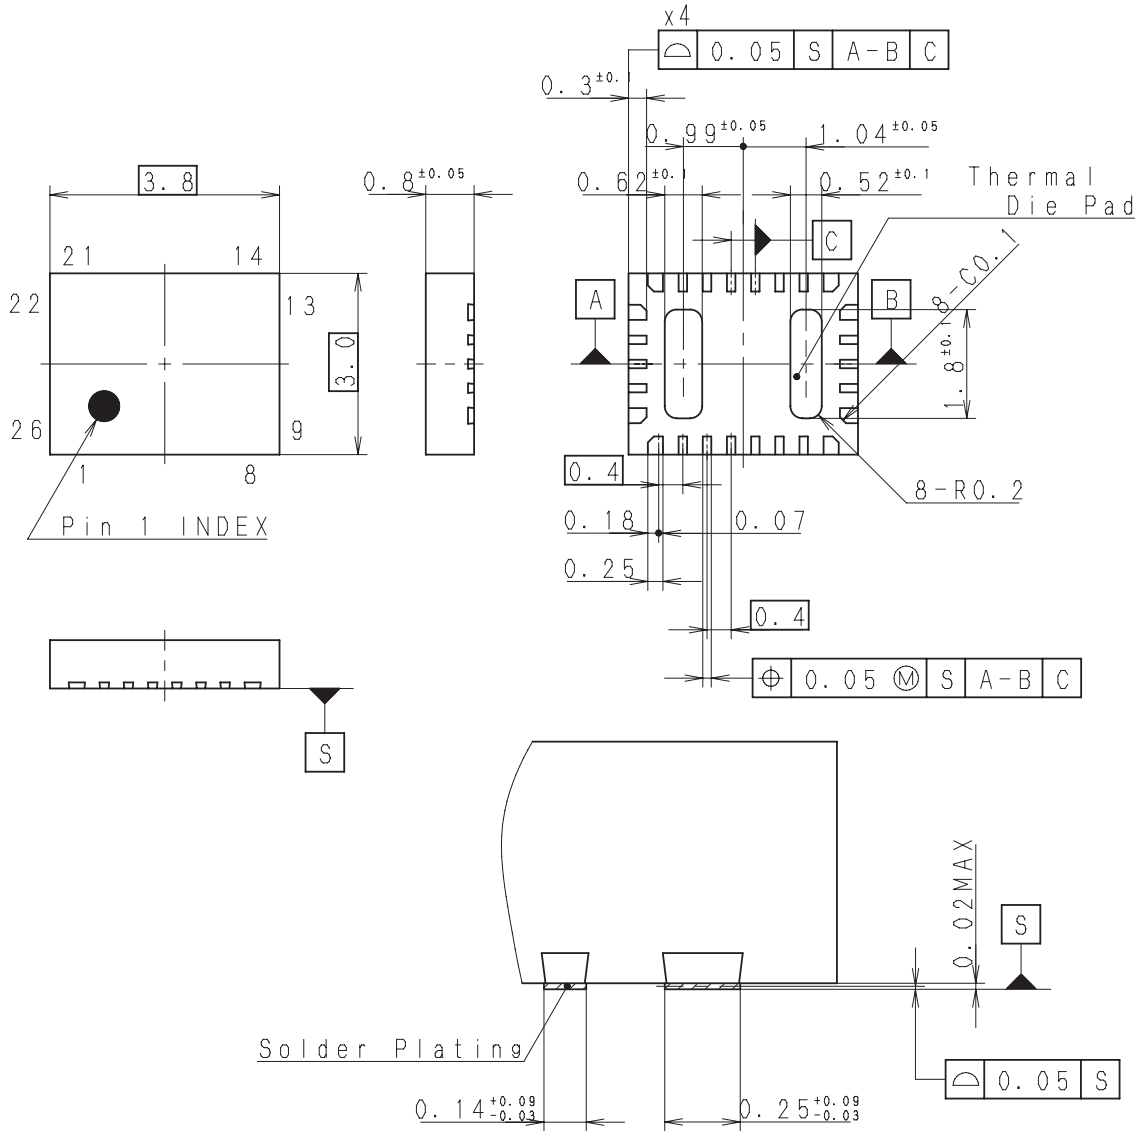 x4
⌓ 0.05 S A-B C
0.3±0.1
0.99±0.05
1.04±0.05
3.8
0.8±0.05
0.62±0.1
0.52±0.1
Thermal
Die Pad
C
21 14
22 13
A
B
8-C0.1
3.0
1.8±0.1
26 9
1 8
0.4
8-R0.2
Pin 1 INDEX
0.18
0.07
0.25
0.4
⌖ 0.05 Ⓜ S A-B C
S
0.02MAX
S
Solder Plating
⌓ 0.05 S
0.14+0.09
-0.03
0.25+0.09
-0.03